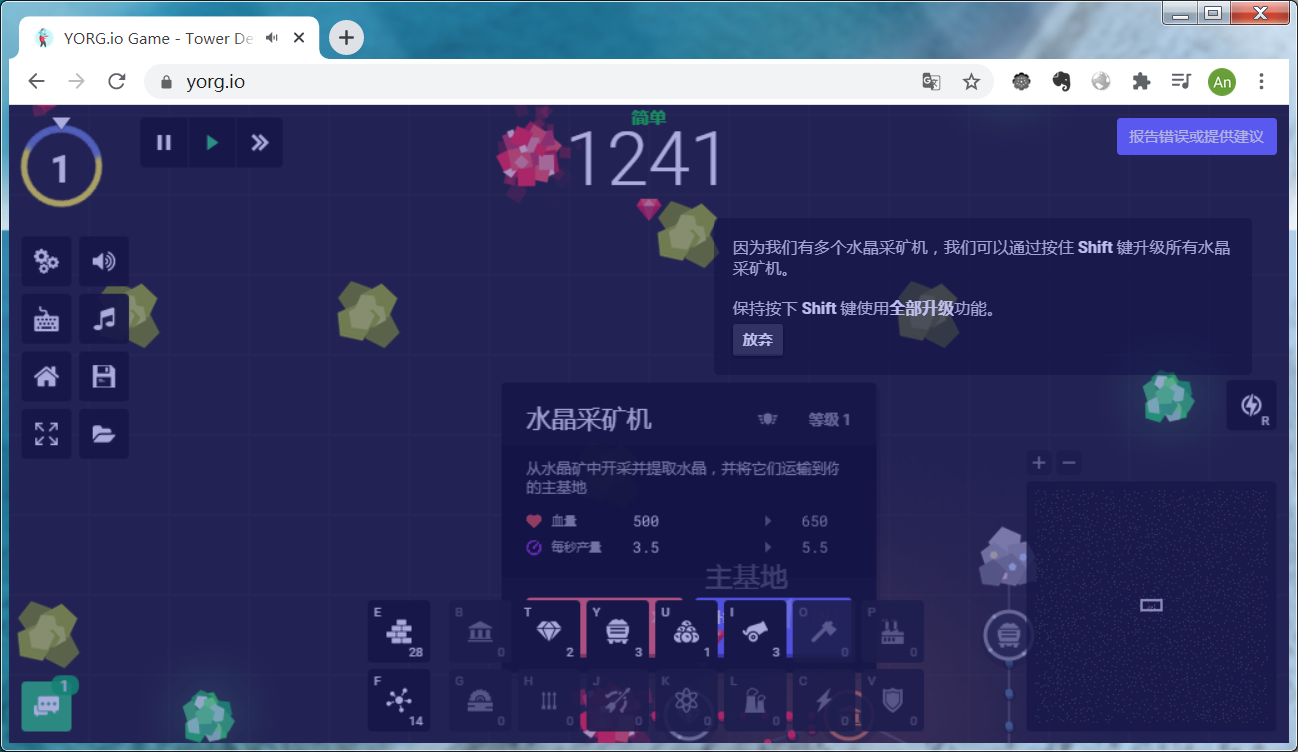 YORG.io Game - Tower De
yorg.io
An
简单
1241
1
报告错误或提供建议
因为我们有多个水晶采矿机，我们可以通过按住 Shift 键升级所有水晶
采矿机。
保持按下 Shift 键使用全部升级功能。
放弃
水晶采矿机
等级 1
从水晶矿中开采并提取水晶，并将它们运输到你
的主基地
血量 500 650
每秒产量 3.5 5.5
主基地
R
E 28
B 0
T 2
Y 3
U 1
I 3
O 0
P 0
F 14
G 0
H 0
J 0
K 0
L 0
C 0
V 0
1